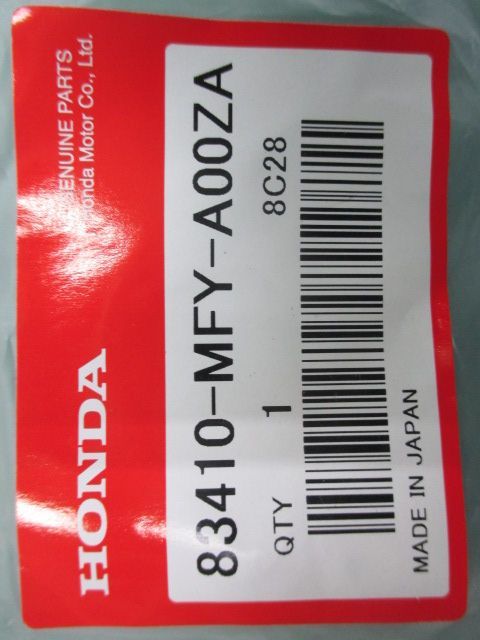 HONDA
GENUINE PARTS
Honda Motor Co., Ltd.
83410-MFY-A00ZA
QTY 1 8C28
MADE IN JAPAN